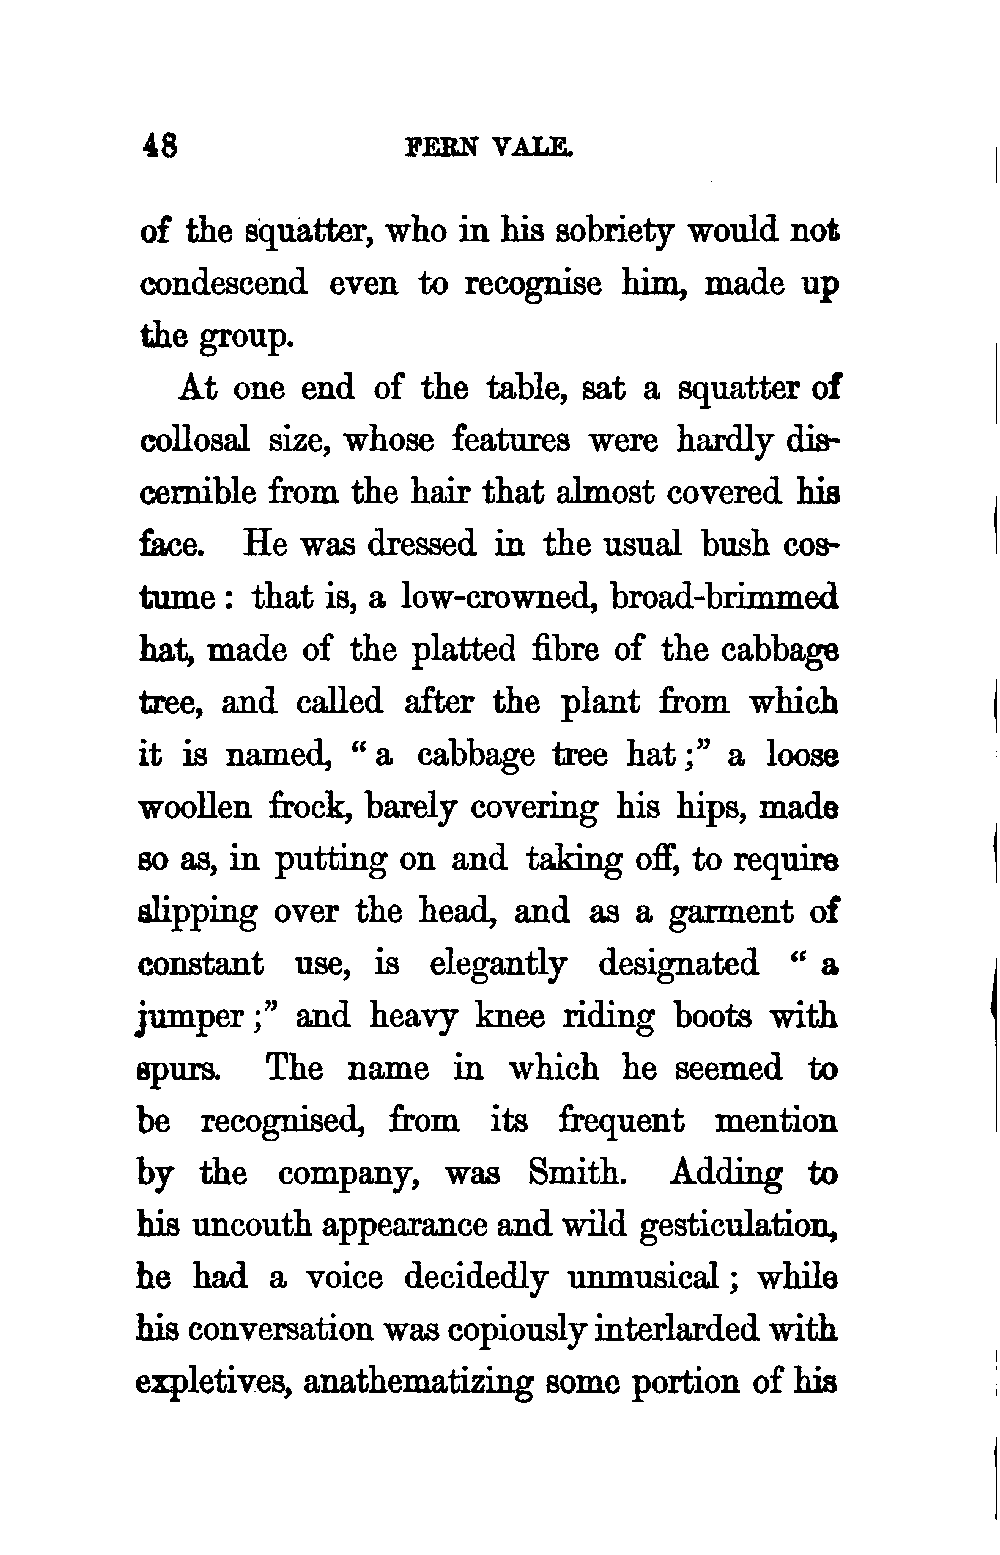 48 FERN VALE.
of the squatter, who in his sobriety would not
condescend even to recognise him, made up
the group.
At one end of the table, sat a squatter of
collosal size, whose features were hardly dis-
cernible from the hair that almost covered his
face. He was dressed in the usual bush cos-
tume : that is, a low-crowned, broad-brimmed
hat, made of the platted fibre of the cabbage
tree, and called after the plant from which
it is named, “ a cabbage tree hat ;” a loose
woollen frock, barely covering his hips, made
so as, in putting on and taking off, to require
slipping over the head, and as a garment of
constant use, is elegantly designated “ a
jumper ;” and heavy knee riding boots with
spurs. The name in which he seemed to
be recognised, from its frequent mention
by the company, was Smith. Adding to
his uncouth appearance and wild gesticulation,
he had a voice decidedly unmusical ; while
his conversation was copiously interlarded with
expletives, anathematizing some portion of his